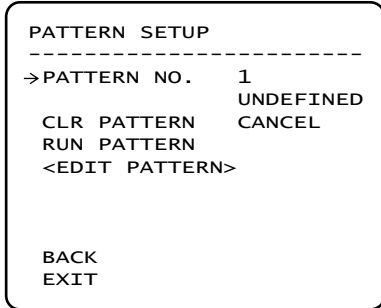 PATTERN SETUP
-------------------------
→PATTERN NO. 1
UNDEFINED
CLR PATTERN CANCEL
RUN PATTERN
<EDIT PATTERN>
BACK
EXIT